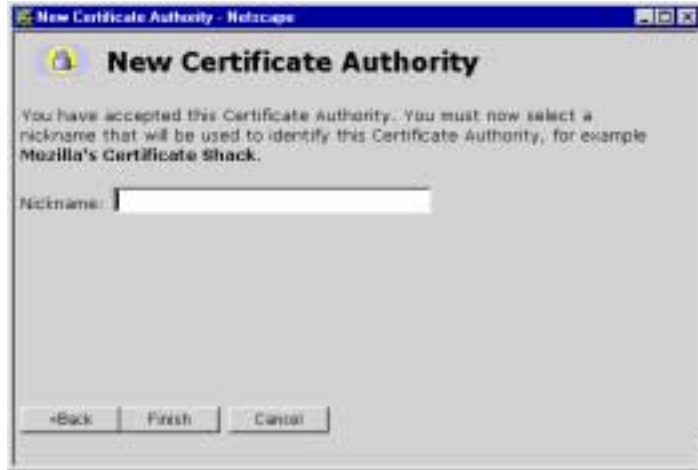 New Certificate Authority - Netscape
New Certificate Authority
You have accepted this Certificate Authority. You must now select a
nickname that will be used to identify this Certificate Authority, for example
Mozilla's Certificate Shack.
Nickname:
<Back Finish Cancel